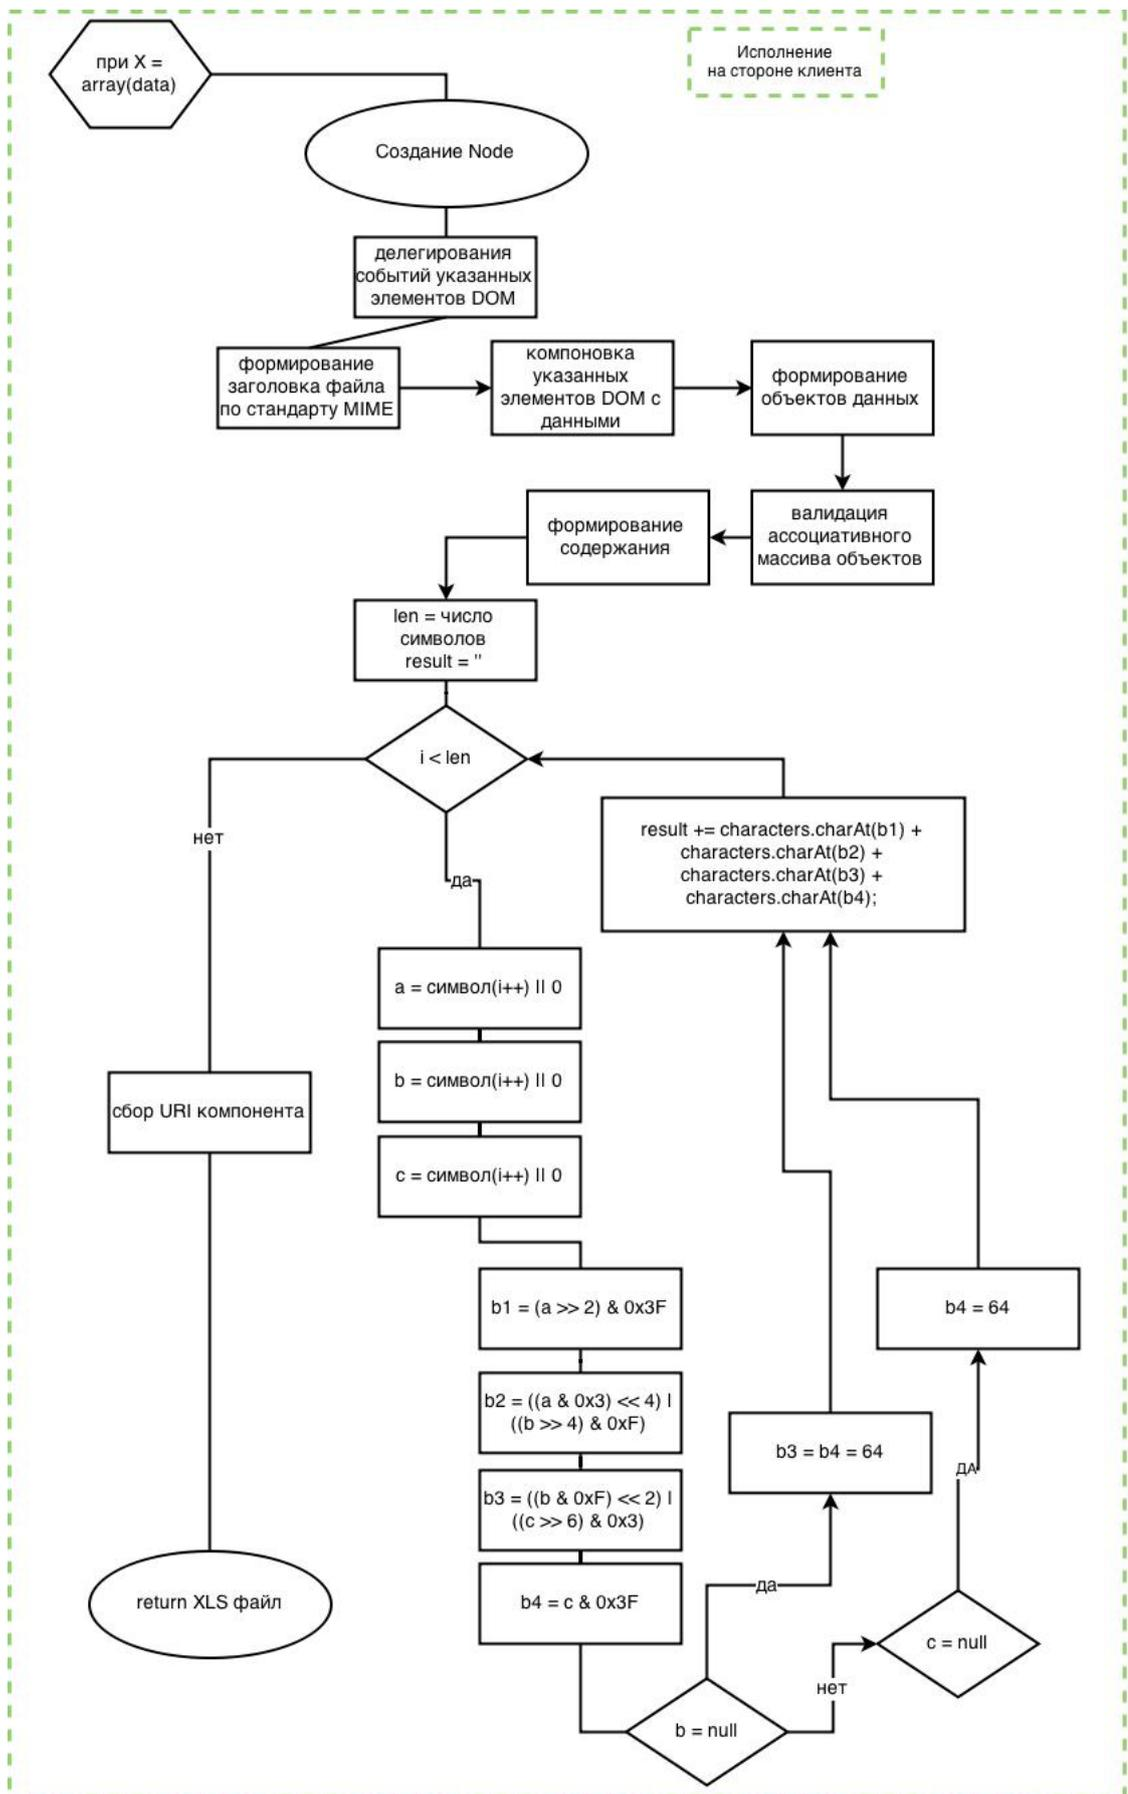 при X =
array(data)
Исполнение
на стороне клиента
Создание Node
делегирования
событий указанных
элементов DOM
формирование
заголовка файла
по стандарту MIME
компоновка
указанных
элементов DOM с
данными
формирование
объектов данных
формирование
содержания
валидация
ассоциативного
массива объектов
len = число
символов
result = ''
i < len
нет
да
result += characters.charAt(b1) +
characters.charAt(b2) +
characters.charAt(b3) +
characters.charAt(b4);
a = символ(i++) || 0
b = символ(i++) || 0
c = символ(i++) || 0
сбор URI компонента
b1 = (a >> 2) & 0x3F
b2 = ((a & 0x3) << 4) |
((b >> 4) & 0xF)
b3 = ((b & 0xF) << 2) |
((c >> 6) & 0x3)
b4 = c & 0x3F
b4 = 64
b3 = b4 = 64
да
да
return XLS файл
c = null
нет
b = null